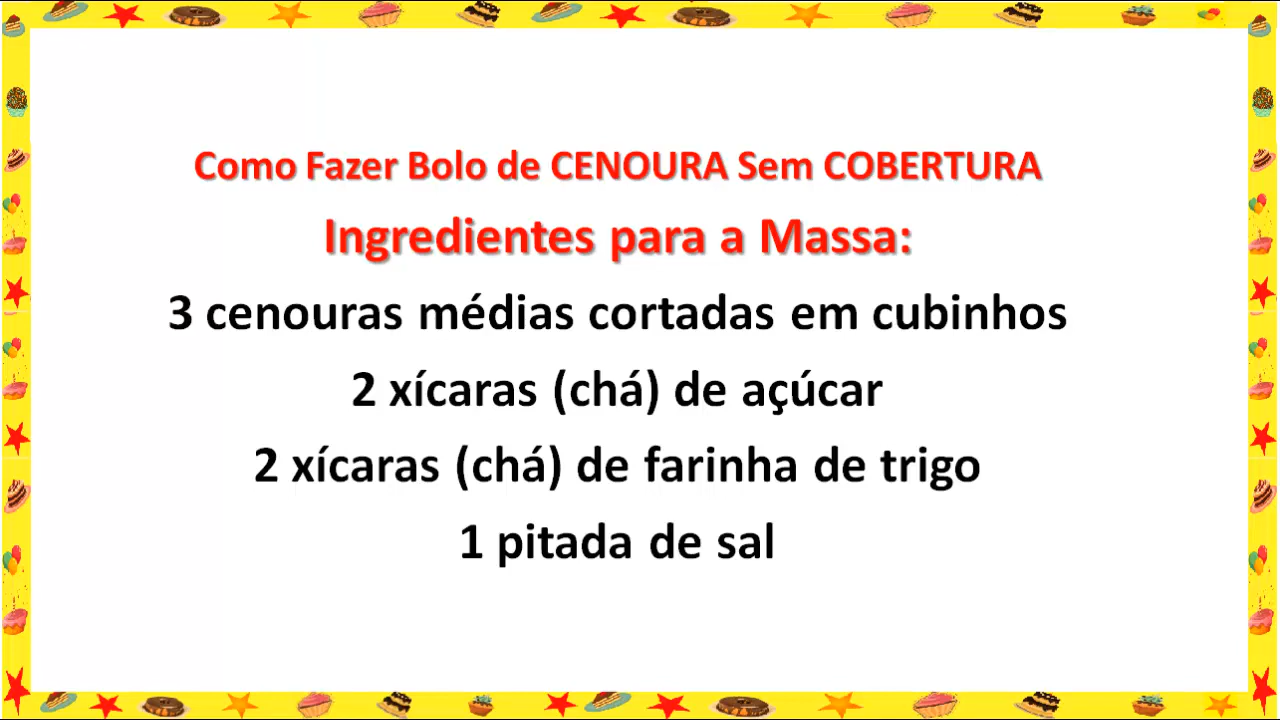 Como Fazer Bolo de CENOURA Sem COBERTURA
Ingredientes para a Massa:
3 cenouras médias cortadas em cubinhos
2 xícaras (chá) de açúcar
2 xícaras (chá) de farinha de trigo
1 pitada de sal